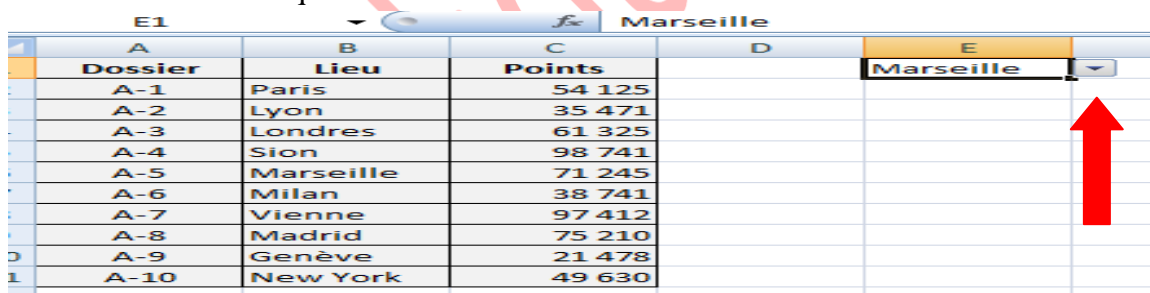 E1 fx Marseille
A B C D E
Dossier Lieu Points Marseille
A-1 Paris 54 125
A-2 Lyon 35 471
A-3 Londres 61 325
A-4 Sion 98 741
A-5 Marseille 71 245
A-6 Milan 38 741
A-7 Vienne 97 412
A-8 Madrid 75 210
A-9 Genève 21 478
A-10 New York 49 630